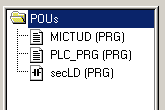 POUs
MICTUD (PRG)
PLC_PRG (PRG)
secLD (PRG)